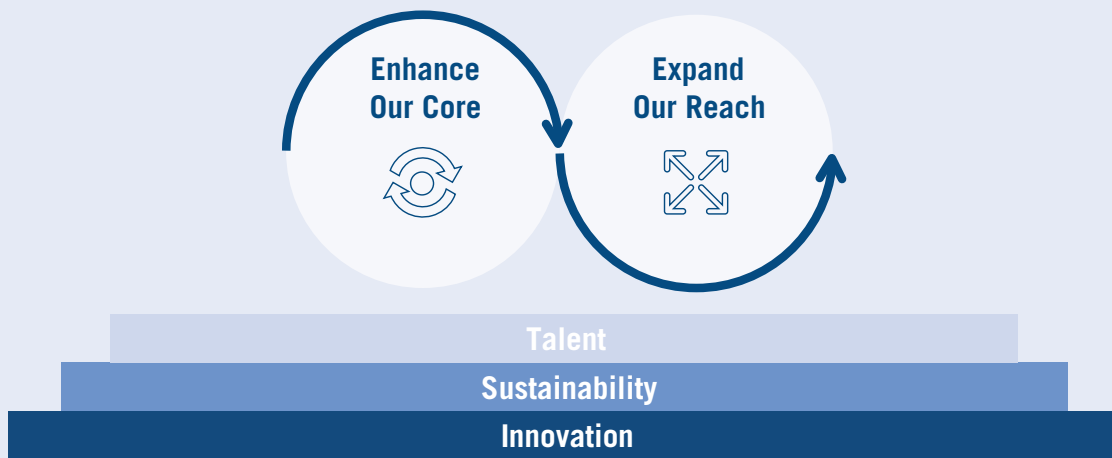 Enhance
Our Core
Expand
Our Reach
Talent
Sustainability
Innovation